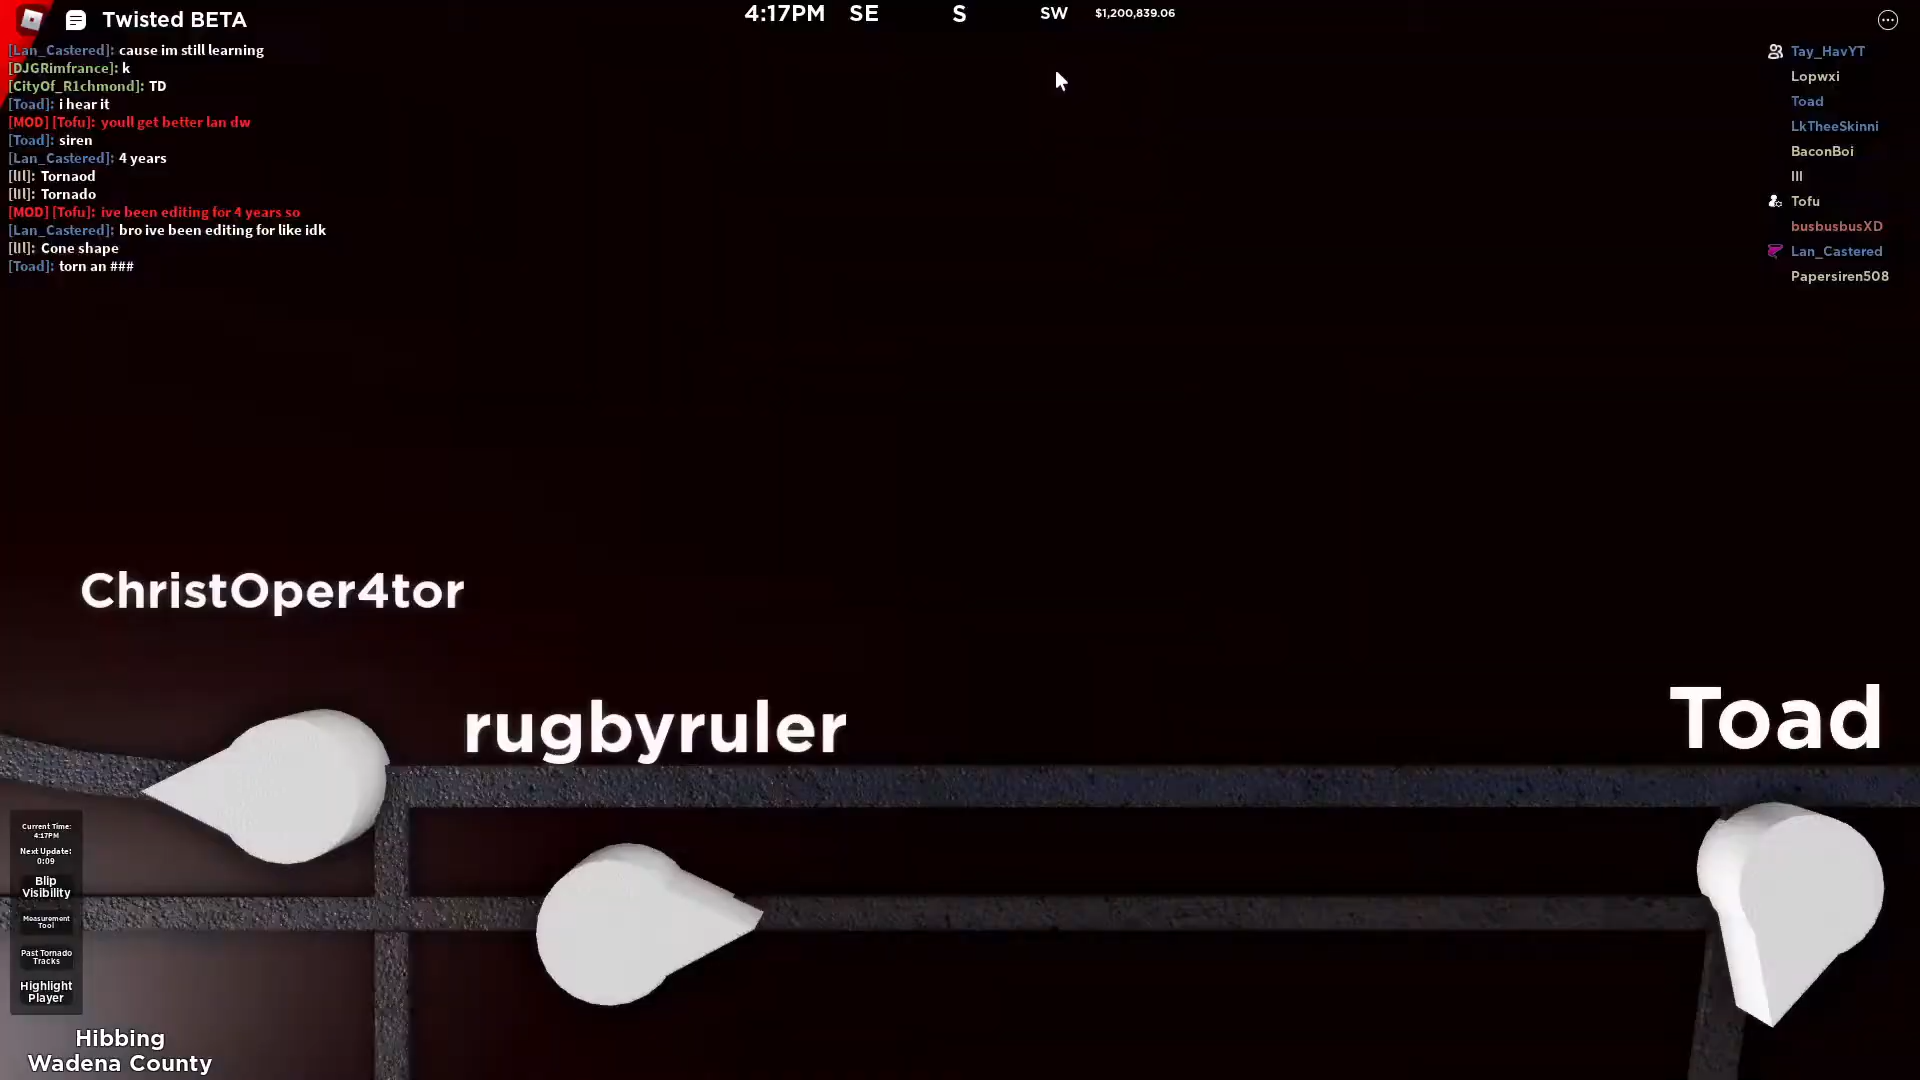 Twisted BETA
4:17PM SE S SW $1,200,839.06
[Lan_Castered]: cause im still learning
[DJGRimfrance]: k
[CityOf_R1chmond]: TD
[Toad]: i hear it
[MOD] [Tofu]: youll get better lan dw
[Toad]: siren
[Lan_Castered]: 4 years
[lIl]: Tornaod
[lIl]: Tornado
[MOD] [Tofu]: ive been editing for 4 years so
[Lan_Castered]: bro ive been editing for like idk
[lIl]: Cone shape
[Toad]: torn an ###
Tay_HavYT
Lopwxi
Toad
LkTheeSkinni
BaconBoi
lIl
Tofu
busbusbusXD
Lan_Castered
Papersiren508
ChristOper4tor
rugbyruler
Toad
Current Time:
4:17PM
Next Update:
0:09
Blip
Visibility
Measurement
Tool
Past Tornado
Tracks
Highlight
Player
Hibbing
Wadena County